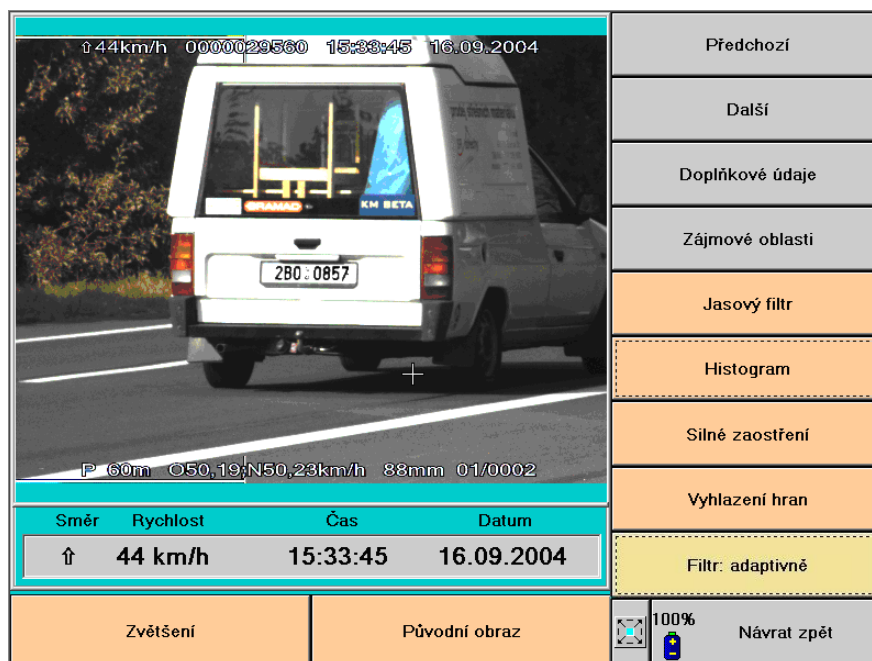 ⇧44km/h 0000029560 15:33:45 16.09.2004
GRAMAD
KM BETA
2B0 0857
P 60m O50,19;N50,23km/h 88mm 01/0002
Směr Rychlost Čas Datum
⇧ 44 km/h 15:33:45 16.09.2004
Zvětšení
Původní obraz
Předchozí
Další
Doplňkové údaje
Zájmové oblasti
Jasový filtr
Histogram
Silné zaostření
Vyhlazení hran
Filtr: adaptivně
100%
Návrat zpět